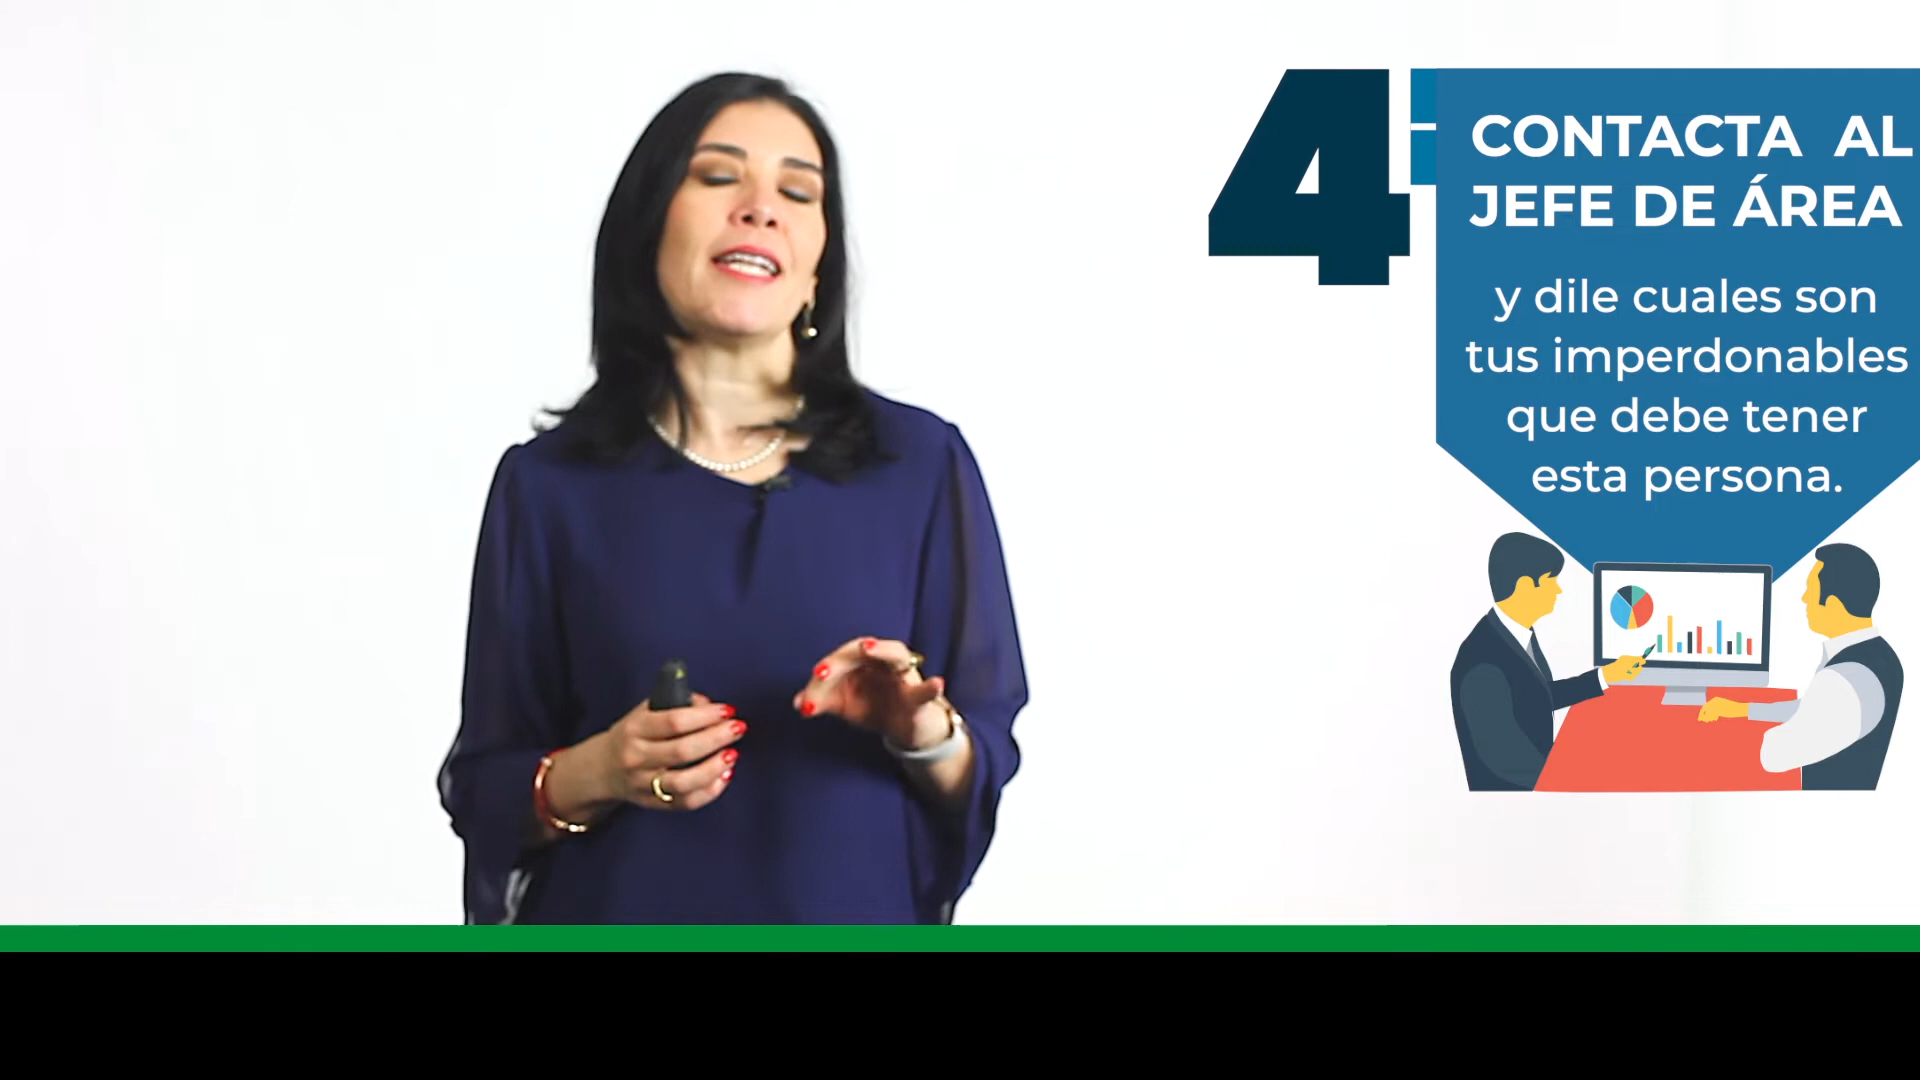 4
CONTACTA AL
JEFE DE ÁREA
y dile cuales son
tus imperdonables
que debe tener
esta persona.